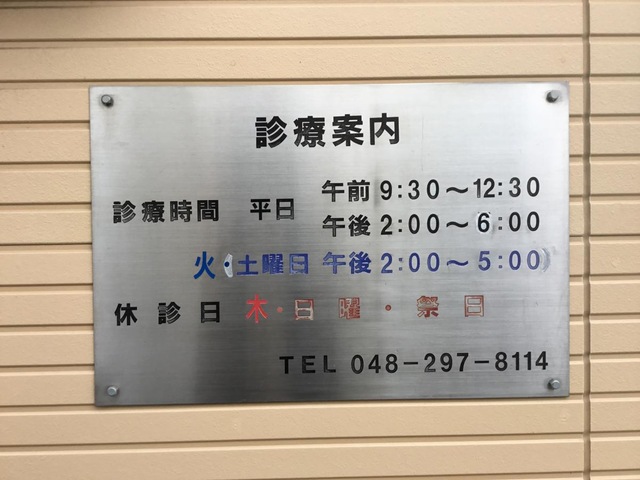 診療案内
診療時間 平日 午前 9:30～12:30
午後 2:00～6:00
火・土曜日 午後 2:00～5:00
休診日 木・日曜・祭日
TEL 048-297-8114